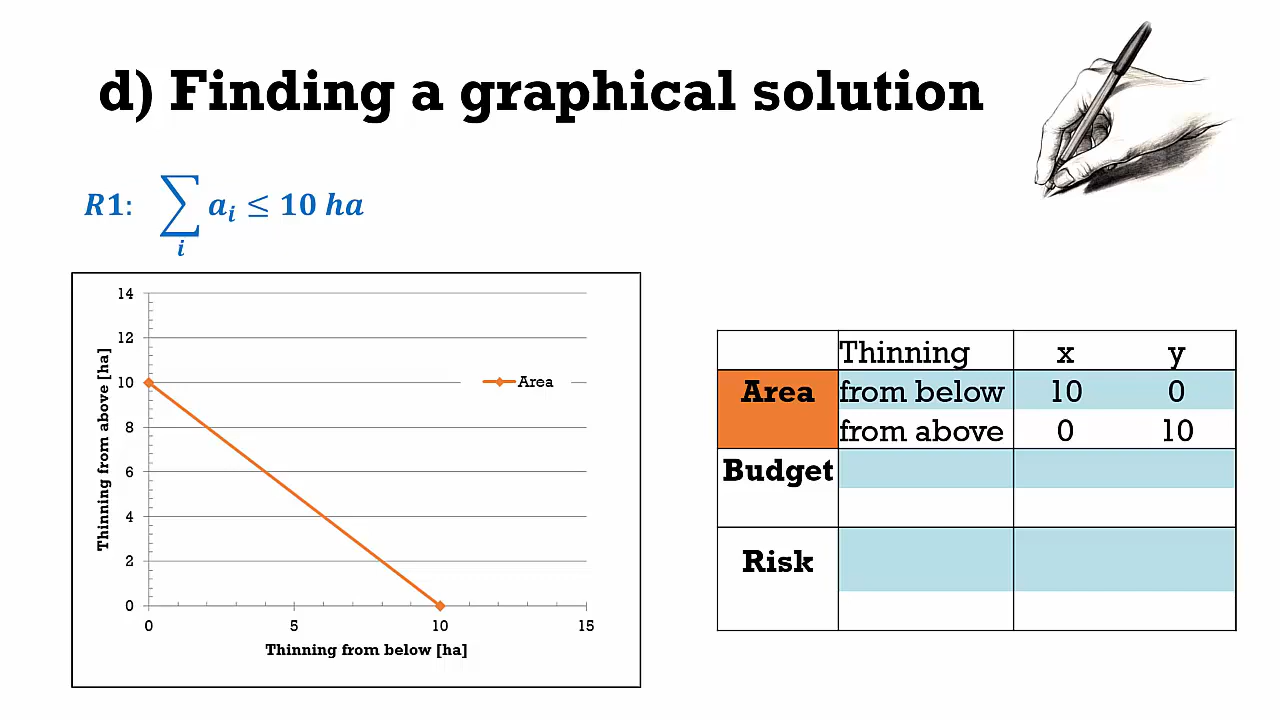 d) Finding a graphical solution
R1: ∑ᵢ aᵢ ≤ 10 ha
14
12
10
8
6
4
2
0
0 5 10 15
Thinning from above [ha]
Thinning from below [ha]
Area
Thinning x y
Area from below 10 0
from above 0 10
Budget
Risk